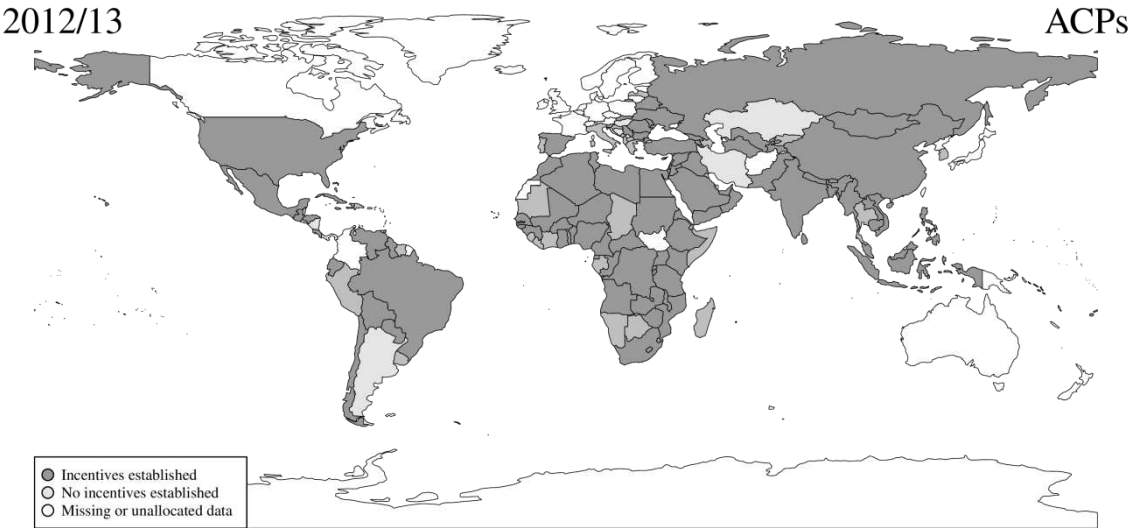 2012/13
ACPs
Incentives established
No incentives established
Missing or unallocated data